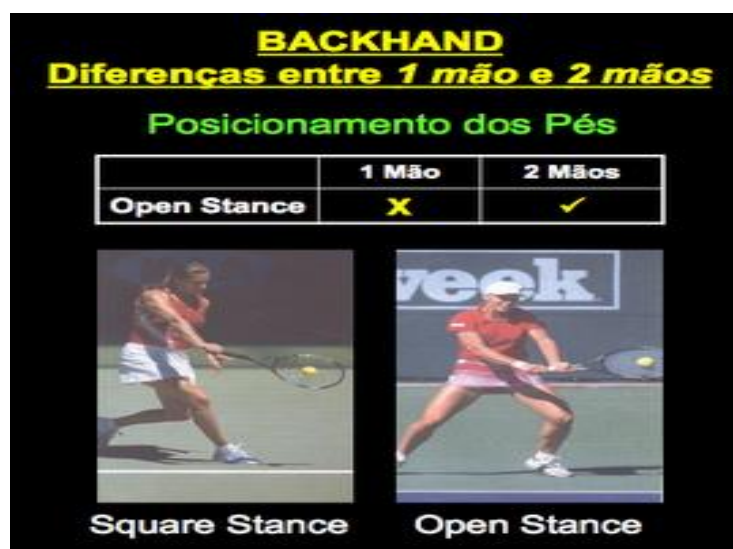 BACKHAND
Diferenças entre 1 mão e 2 mãos
Posicionamento dos Pés
1 Mão 2 Mãos
Open Stance X ✓
week
Square Stance Open Stance